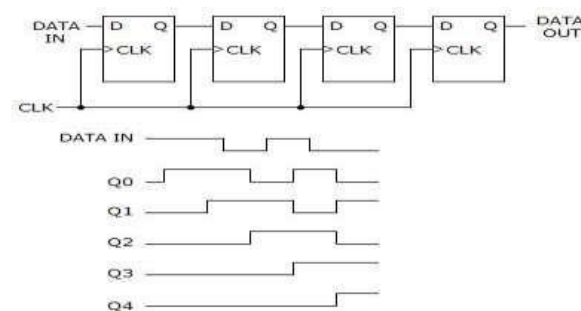 DATA IN
D Q
CLK
D Q
CLK
D Q
CLK
D Q
CLK
DATA OUT
CLK
DATA IN
Q0
Q1
Q2
Q3
Q4